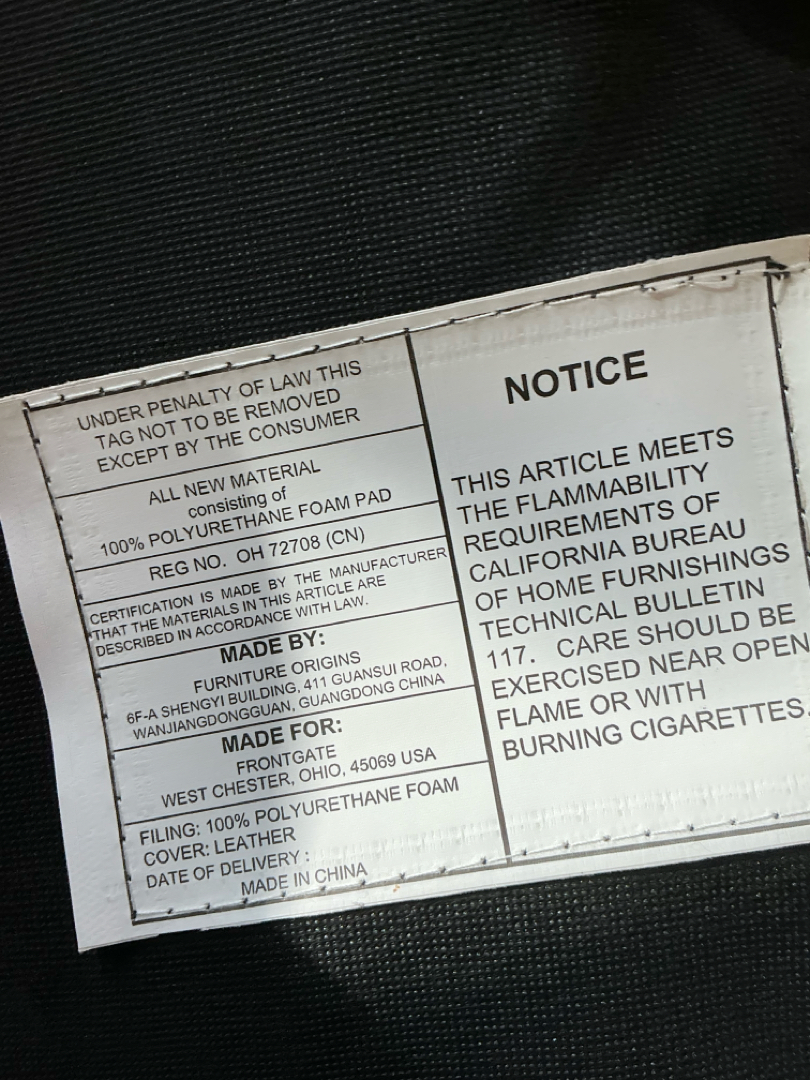 UNDER PENALTY OF LAW THIS
TAG NOT TO BE REMOVED
EXCEPT BY THE CONSUMER
ALL NEW MATERIAL
consisting of
100% POLYURETHANE FOAM PAD
REG NO. OH 72708 (CN)
CERTIFICATION IS MADE BY THE MANUFACTURER
THAT THE MATERIALS IN THIS ARTICLE ARE
DESCRIBED IN ACCORDANCE WITH LAW.
MADE BY:
FURNITURE ORIGINS
6F-A SHENGYI BUILDING, 411 GUANSUI ROAD,
WANJIANGDONGGUAN, GUANGDONG CHINA
MADE FOR:
FRONTGATE
WEST CHESTER, OHIO, 45069 USA
FILING: 100% POLYURETHANE FOAM
COVER: LEATHER
DATE OF DELIVERY :
MADE IN CHINA
NOTICE
THIS ARTICLE MEETS
THE FLAMMABILITY
REQUIREMENTS OF
CALIFORNIA BUREAU
OF HOME FURNISHINGS
TECHNICAL BULLETIN
117. CARE SHOULD BE
EXERCISED NEAR OPEN
FLAME OR WITH
BURNING CIGARETTES.